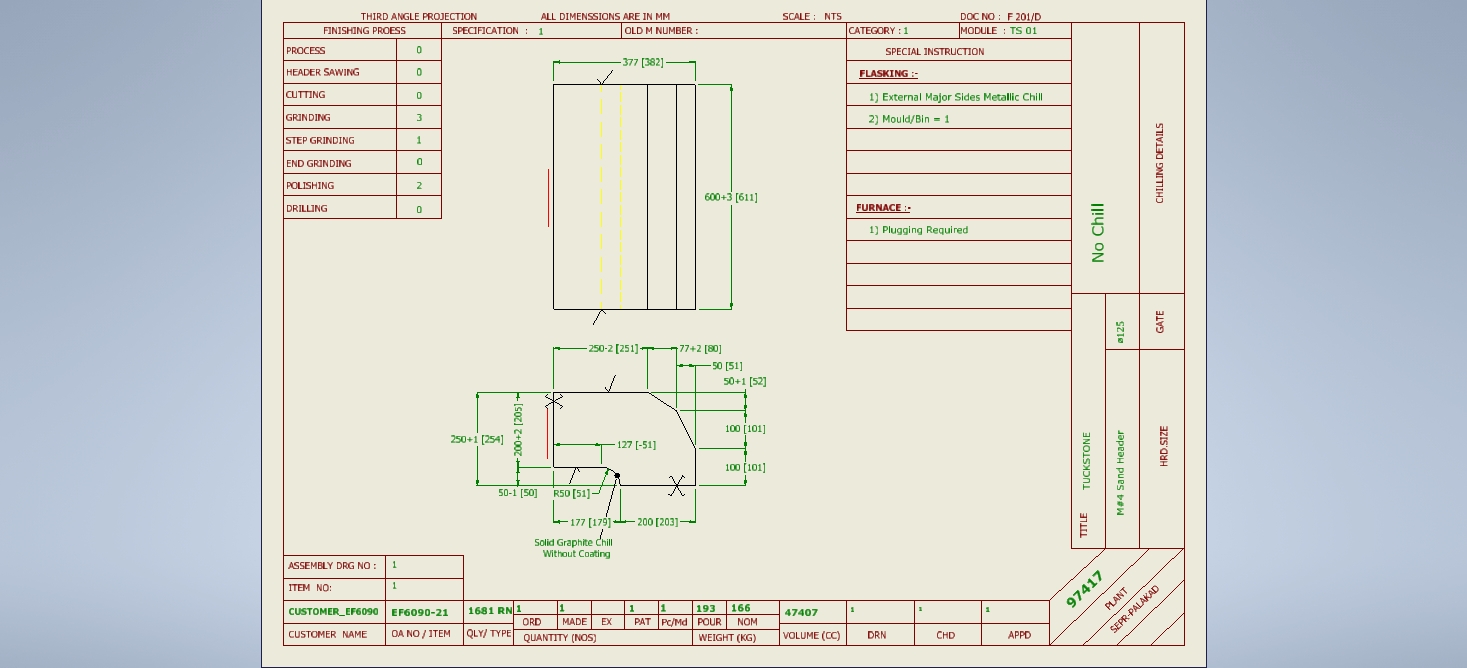 THIRD ANGLE PROJECTION ALL DIMENSSIONS ARE IN MM SCALE : NTS DOC NO : F 201/D
FINISHING PROESS SPECIFICATION : 1 OLD M NUMBER : CATEGORY : 1 MODULE : TS 01
PROCESS 0
HEADER SAWING 0
CUTTING 0
GRINDING 3
STEP GRINDING 1
END GRINDING 0
POLISHING 2
DRILLING 0
377 [382]
600+3 [611]
SPECIAL INSTRUCTION
FLASKING :-
1) External Major Sides Metallic Chill
2) Mould/Bin = 1
FURNACE :-
1) Plugging Required
No Chill
CHILLING DETAILS
ø125
GATE
TITLE TUCKSTONE
M#4 Sand Header
HRD.SIZE
250-2 [251] 77+2 [80]
50 [51]
50+1 [52]
250+1 [254]
200+2 [205]
127 [-51]
100 [101]
100 [101]
50-1 [50] R50 [51]
177 [179] 200 [203]
Solid Graphite Chill
Without Coating
ASSEMBLY DRG NO : 1
ITEM NO: 1
CUSTOMER_EF6090 EF6090-21 1681 RN 1 1 1 1 193 166 47407 1 1 1
ORD MADE EX PAT Pc/Md POUR NOM
CUSTOMER NAME OA NO / ITEM QLY/ TYPE QUANTITY (NOS) WEIGHT (KG) VOLUME (CC) DRN CHD APPD
97417
PLANT
SEPR-PALAKAD